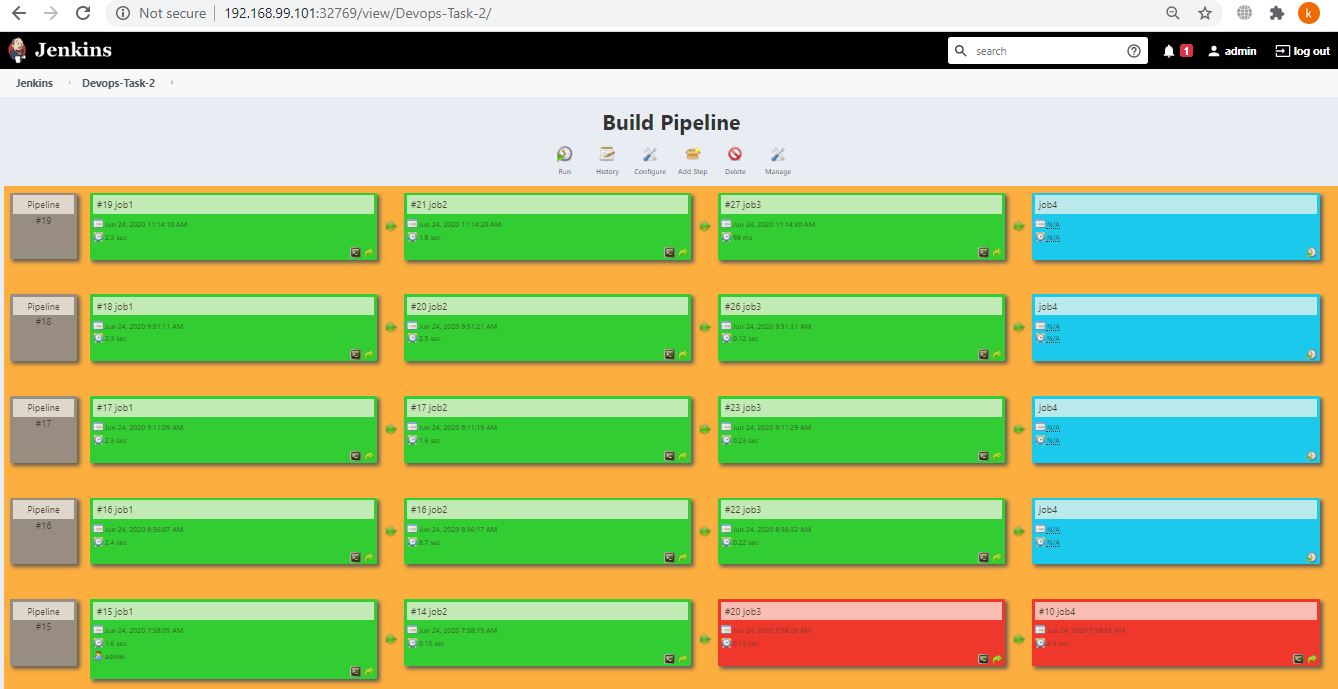 Not secure 192.168.99.101:32769/view/Devops-Task-2/
k
Jenkins
search
1
admin
log out
Jenkins Devops-Task-2
Build Pipeline
Run History Configure Add Step Delete Manage
Pipeline #19 job1 #21 job2 #27 job3 job4
#19 Jun 24, 2020 11:14:10 AM Jun 24, 2020 11:14:20 AM Jun 24, 2020 11:14:30 AM N/A
2.3 sec 1.8 sec 98 ms N/A
Pipeline #18 job1 #20 job2 #26 job3 job4
#18 Jun 24, 2020 9:51:11 AM Jun 24, 2020 9:51:21 AM Jun 24, 2020 9:51:31 AM N/A
2.3 sec 2.5 sec 0.12 sec N/A
Pipeline #17 job1 #17 job2 #23 job3 job4
#17 Jun 24, 2020 9:11:09 AM Jun 24, 2020 9:11:19 AM Jun 24, 2020 9:11:29 AM N/A
2.3 sec 1.6 sec 0.23 sec N/A
Pipeline #16 job1 #16 job2 #22 job3 job4
#16 Jun 24, 2020 8:36:07 AM Jun 24, 2020 8:36:17 AM Jun 24, 2020 8:36:32 AM N/A
2.4 sec 8.7 sec 0.22 sec N/A
Pipeline #15 job1 #14 job2 #20 job3 #10 job4
#15 Jun 24, 2020 7:58:05 AM Jun 24, 2020 7:58:15 AM Jun 24, 2020 7:58:25 AM Jun 24, 2020 7:58:35 AM
1.6 sec 0.15 sec 0.15 sec sec
admin